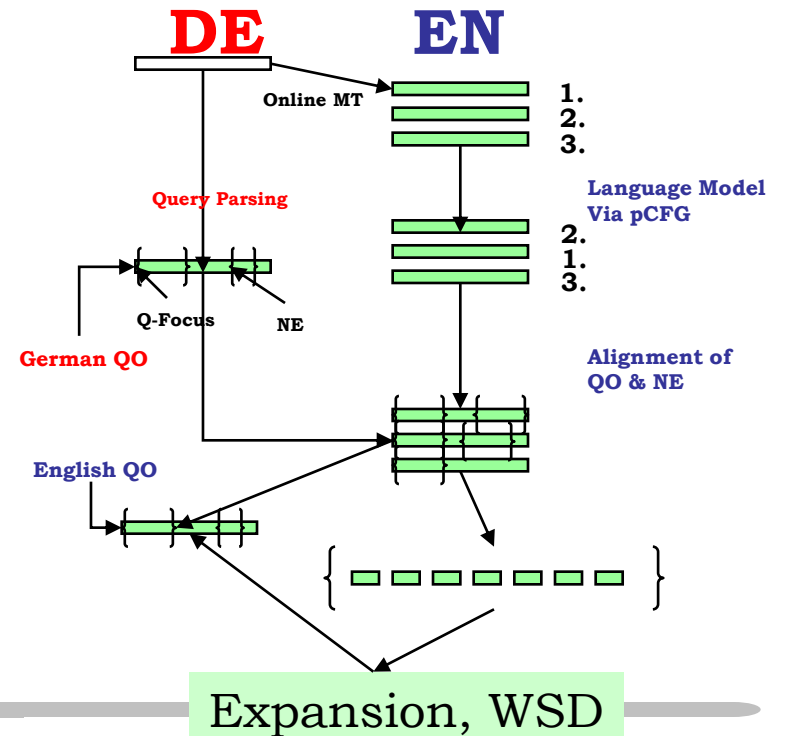 DE
EN
Online MT
1.
2.
3.
Query Parsing
Language Model
Via pCFG
2.
1.
3.
Q-Focus
NE
German QO
Alignment of
QO & NE
English QO
Expansion, WSD